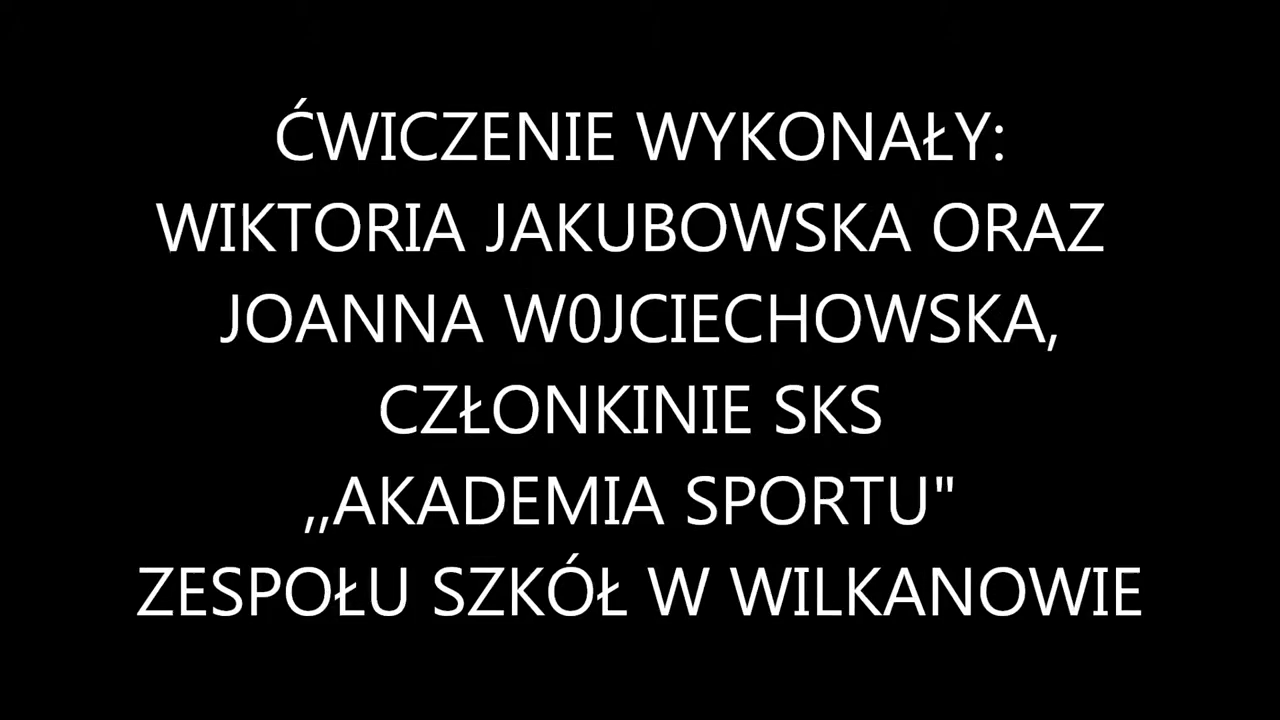 ĆWICZENIE WYKONAŁY:
WIKTORIA JAKUBOWSKA ORAZ
JOANNA W0JCIECHOWSKA,
CZŁONKINIE SKS
,,AKADEMIA SPORTU"
ZESPOŁU SZKÓŁ W WILKANOWIE